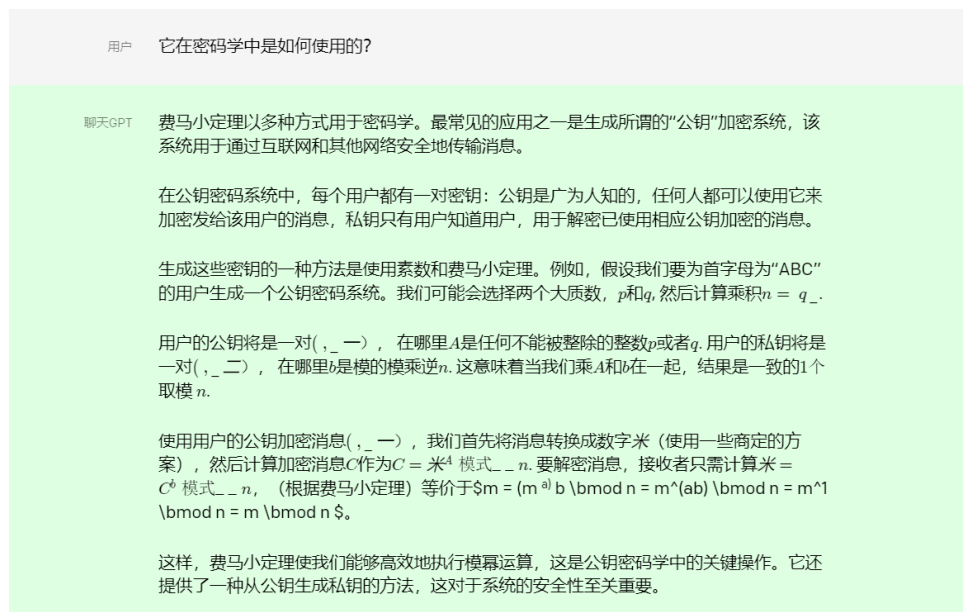 用户 它在密码学中是如何使用的？
聊天GPT 费马小定理以多种方式用于密码学。最常见的应用之一是生成所谓的“公钥”加密系统，该
系统用于通过互联网和其他网络安全地传输消息。
在公钥密码系统中，每个用户都有一对密钥：公钥是广为人知的，任何人都可以使用它来
加密发给该用户的消息，私钥只有用户知道用户，用于解密已使用相应公钥加密的消息。
生成这些密钥的一种方法是使用素数和费马小定理。例如，假设我们要为首字母为“ABC”
的用户生成一个公钥密码系统。我们可能会选择两个大质数，p和q, 然后计算乘积n = q _.
用户的公钥将是一对( , _ 一）， 在哪里A是任何不能被整除的整数p或者q. 用户的私钥将是
一对( , _ 二）， 在哪里b是模的模乘逆n. 这意味着当我们乘A和b在一起，结果是一致的1个
取模 n.
使用用户的公钥加密消息( , _ 一），我们首先将消息转换成数字米（使用一些商定的方
案），然后计算加密消息C作为C = 米^A 模式_ _ n. 要解密消息，接收者只需计算米 =
C^b 模式_ _ n，（根据费马小定理）等价于$m = (m ^a) b \bmod n = m^(ab) \bmod n = m^1
\bmod n = m \bmod n $。
这样，费马小定理使我们能够高效地执行模幂运算，这是公钥密码学中的关键操作。它还
提供了一种从公钥生成私钥的方法，这对于系统的安全性至关重要。